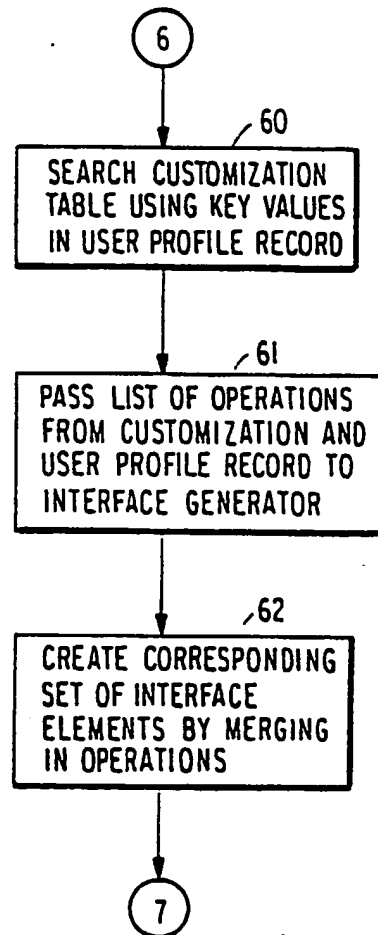 6
60
SEARCH CUSTOMIZATION
TABLE USING KEY VALUES
IN USER PROFILE RECORD
61
PASS LIST OF OPERATIONS
FROM CUSTOMIZATION AND
USER PROFILE RECORD TO
INTERFACE GENERATOR
62
CREATE CORRESPONDING
SET OF INTERFACE
ELEMENTS BY MERGING
IN OPERATIONS
7